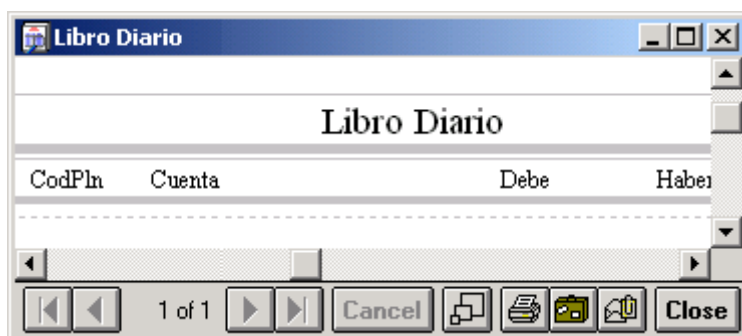 Libro Diario
Libro Diario
CodPln Cuenta Debe Haber
1 of 1 Cancel Close